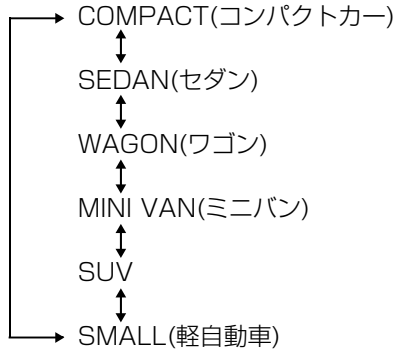 COMPACT(コンパクトカー)
SEDAN(セダン)
WAGON(ワゴン)
MINI VAN(ミニバン)
SUV
SMALL(軽自動車)